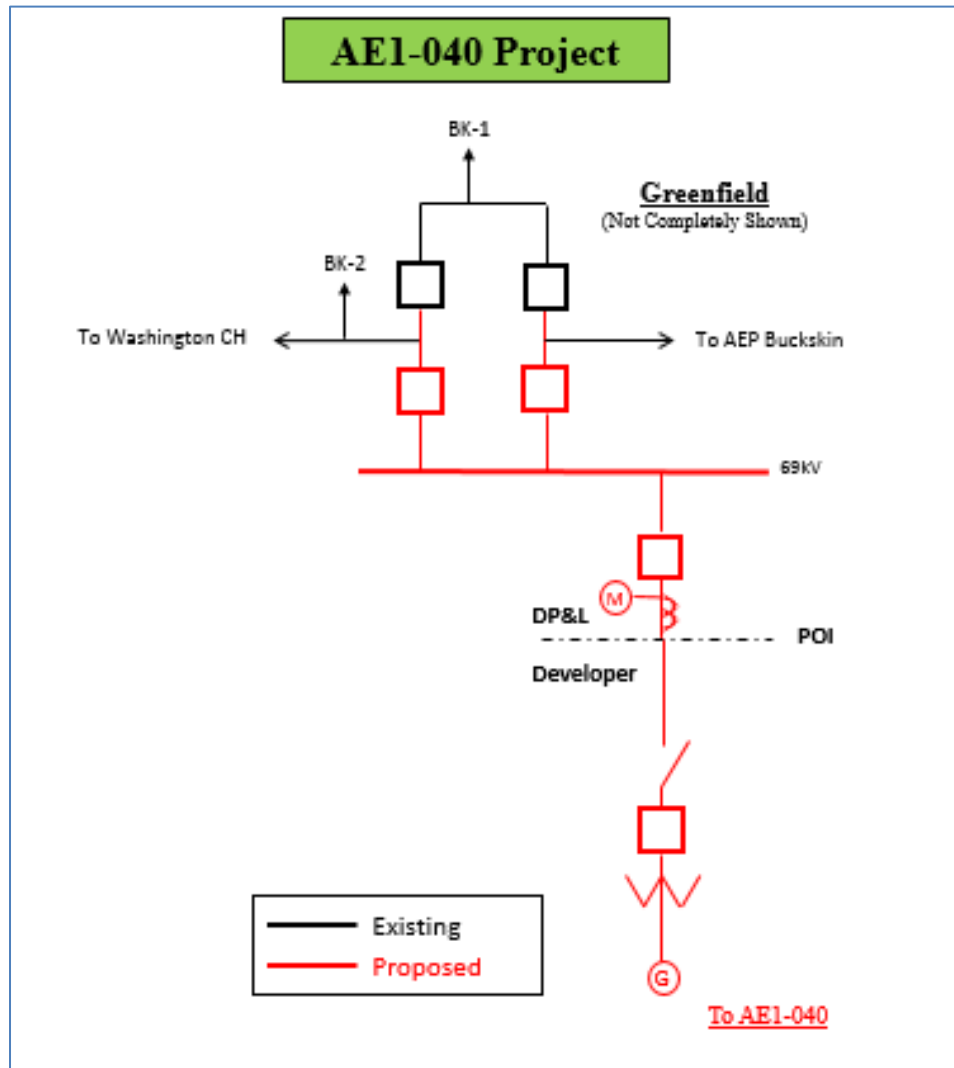 AE1-040 Project
BK-1
Greenfield
(Not Completely Shown)
BK-2
To Washington CH
To AEP Buckskin
69kV
M
DP&L
POI
Developer
Existing
Proposed
G
To AE1-040